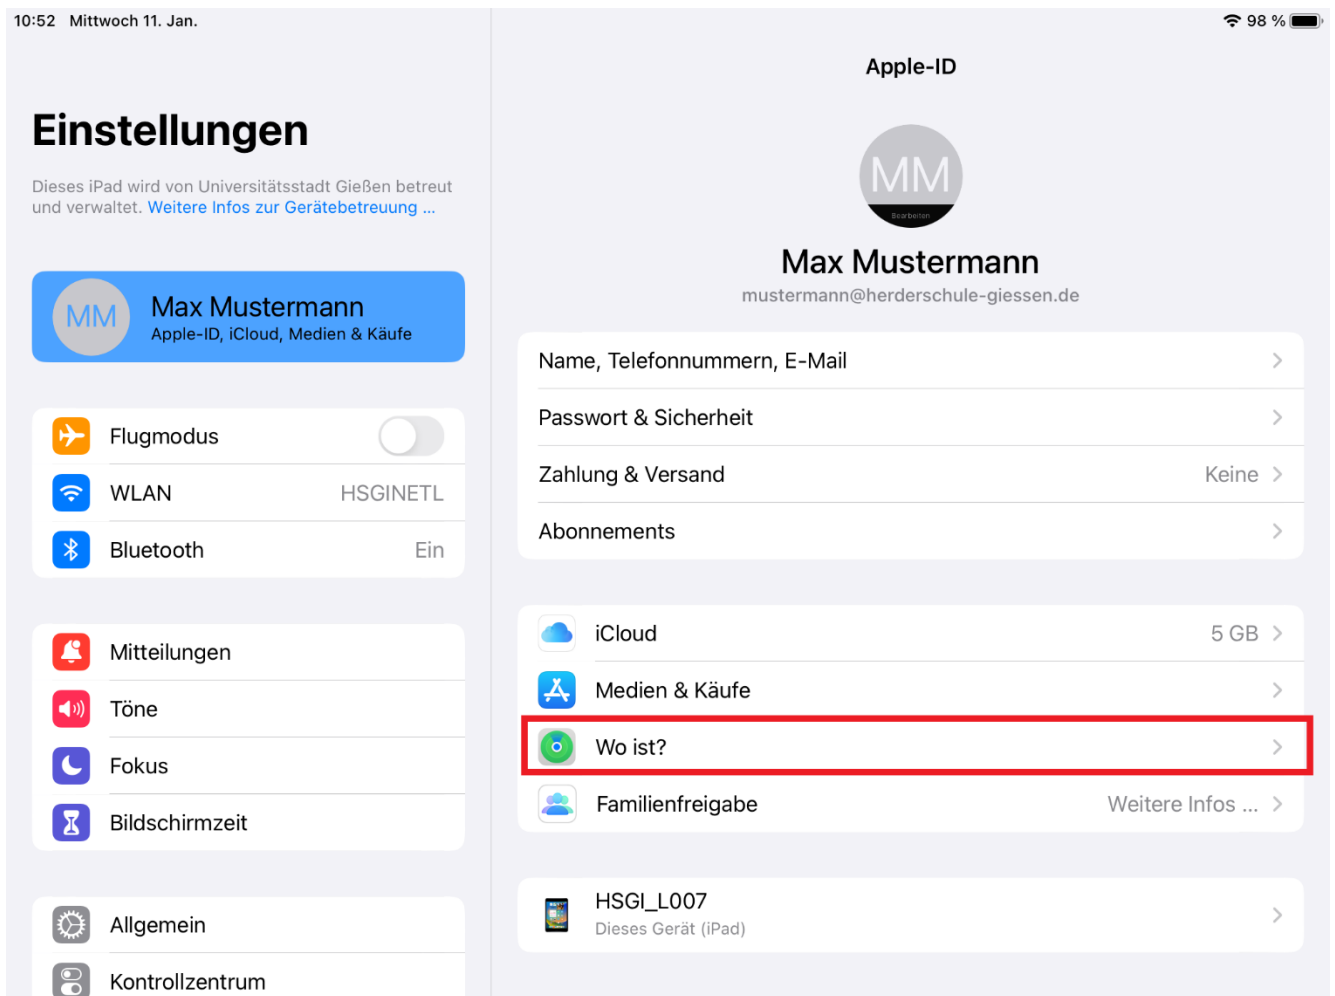 10:52 Mittwoch 11. Jan.
98 %
Einstellungen
Dieses iPad wird von Universitätsstadt Gießen betreut
und verwaltet. Weitere Infos zur Gerätebetreuung ...
MM
Max Mustermann
Apple-ID, iCloud, Medien & Käufe
Flugmodus
WLAN HSGINETL
Bluetooth Ein
Mitteilungen
Töne
Fokus
Bildschirmzeit
Allgemein
Kontrollzentrum
Apple-ID
MM
Bearbeiten
Max Mustermann
mustermann@herderschule-giessen.de
Name, Telefonnummern, E-Mail
Passwort & Sicherheit
Zahlung & Versand Keine
Abonnements
iCloud 5 GB
Medien & Käufe
Wo ist?
Familienfreigabe Weitere Infos ...
HSGI_L007
Dieses Gerät (iPad)